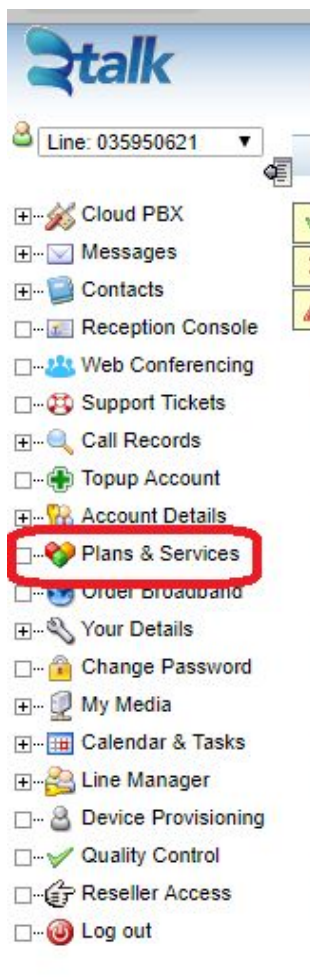 2talk
Line: 035950621
Cloud PBX
Messages
Contacts
Reception Console
Web Conferencing
Support Tickets
Call Records
Topup Account
Account Details
Plans & Services
Order Broadband
Your Details
Change Password
My Media
Calendar & Tasks
Line Manager
Device Provisioning
Quality Control
Reseller Access
Log out